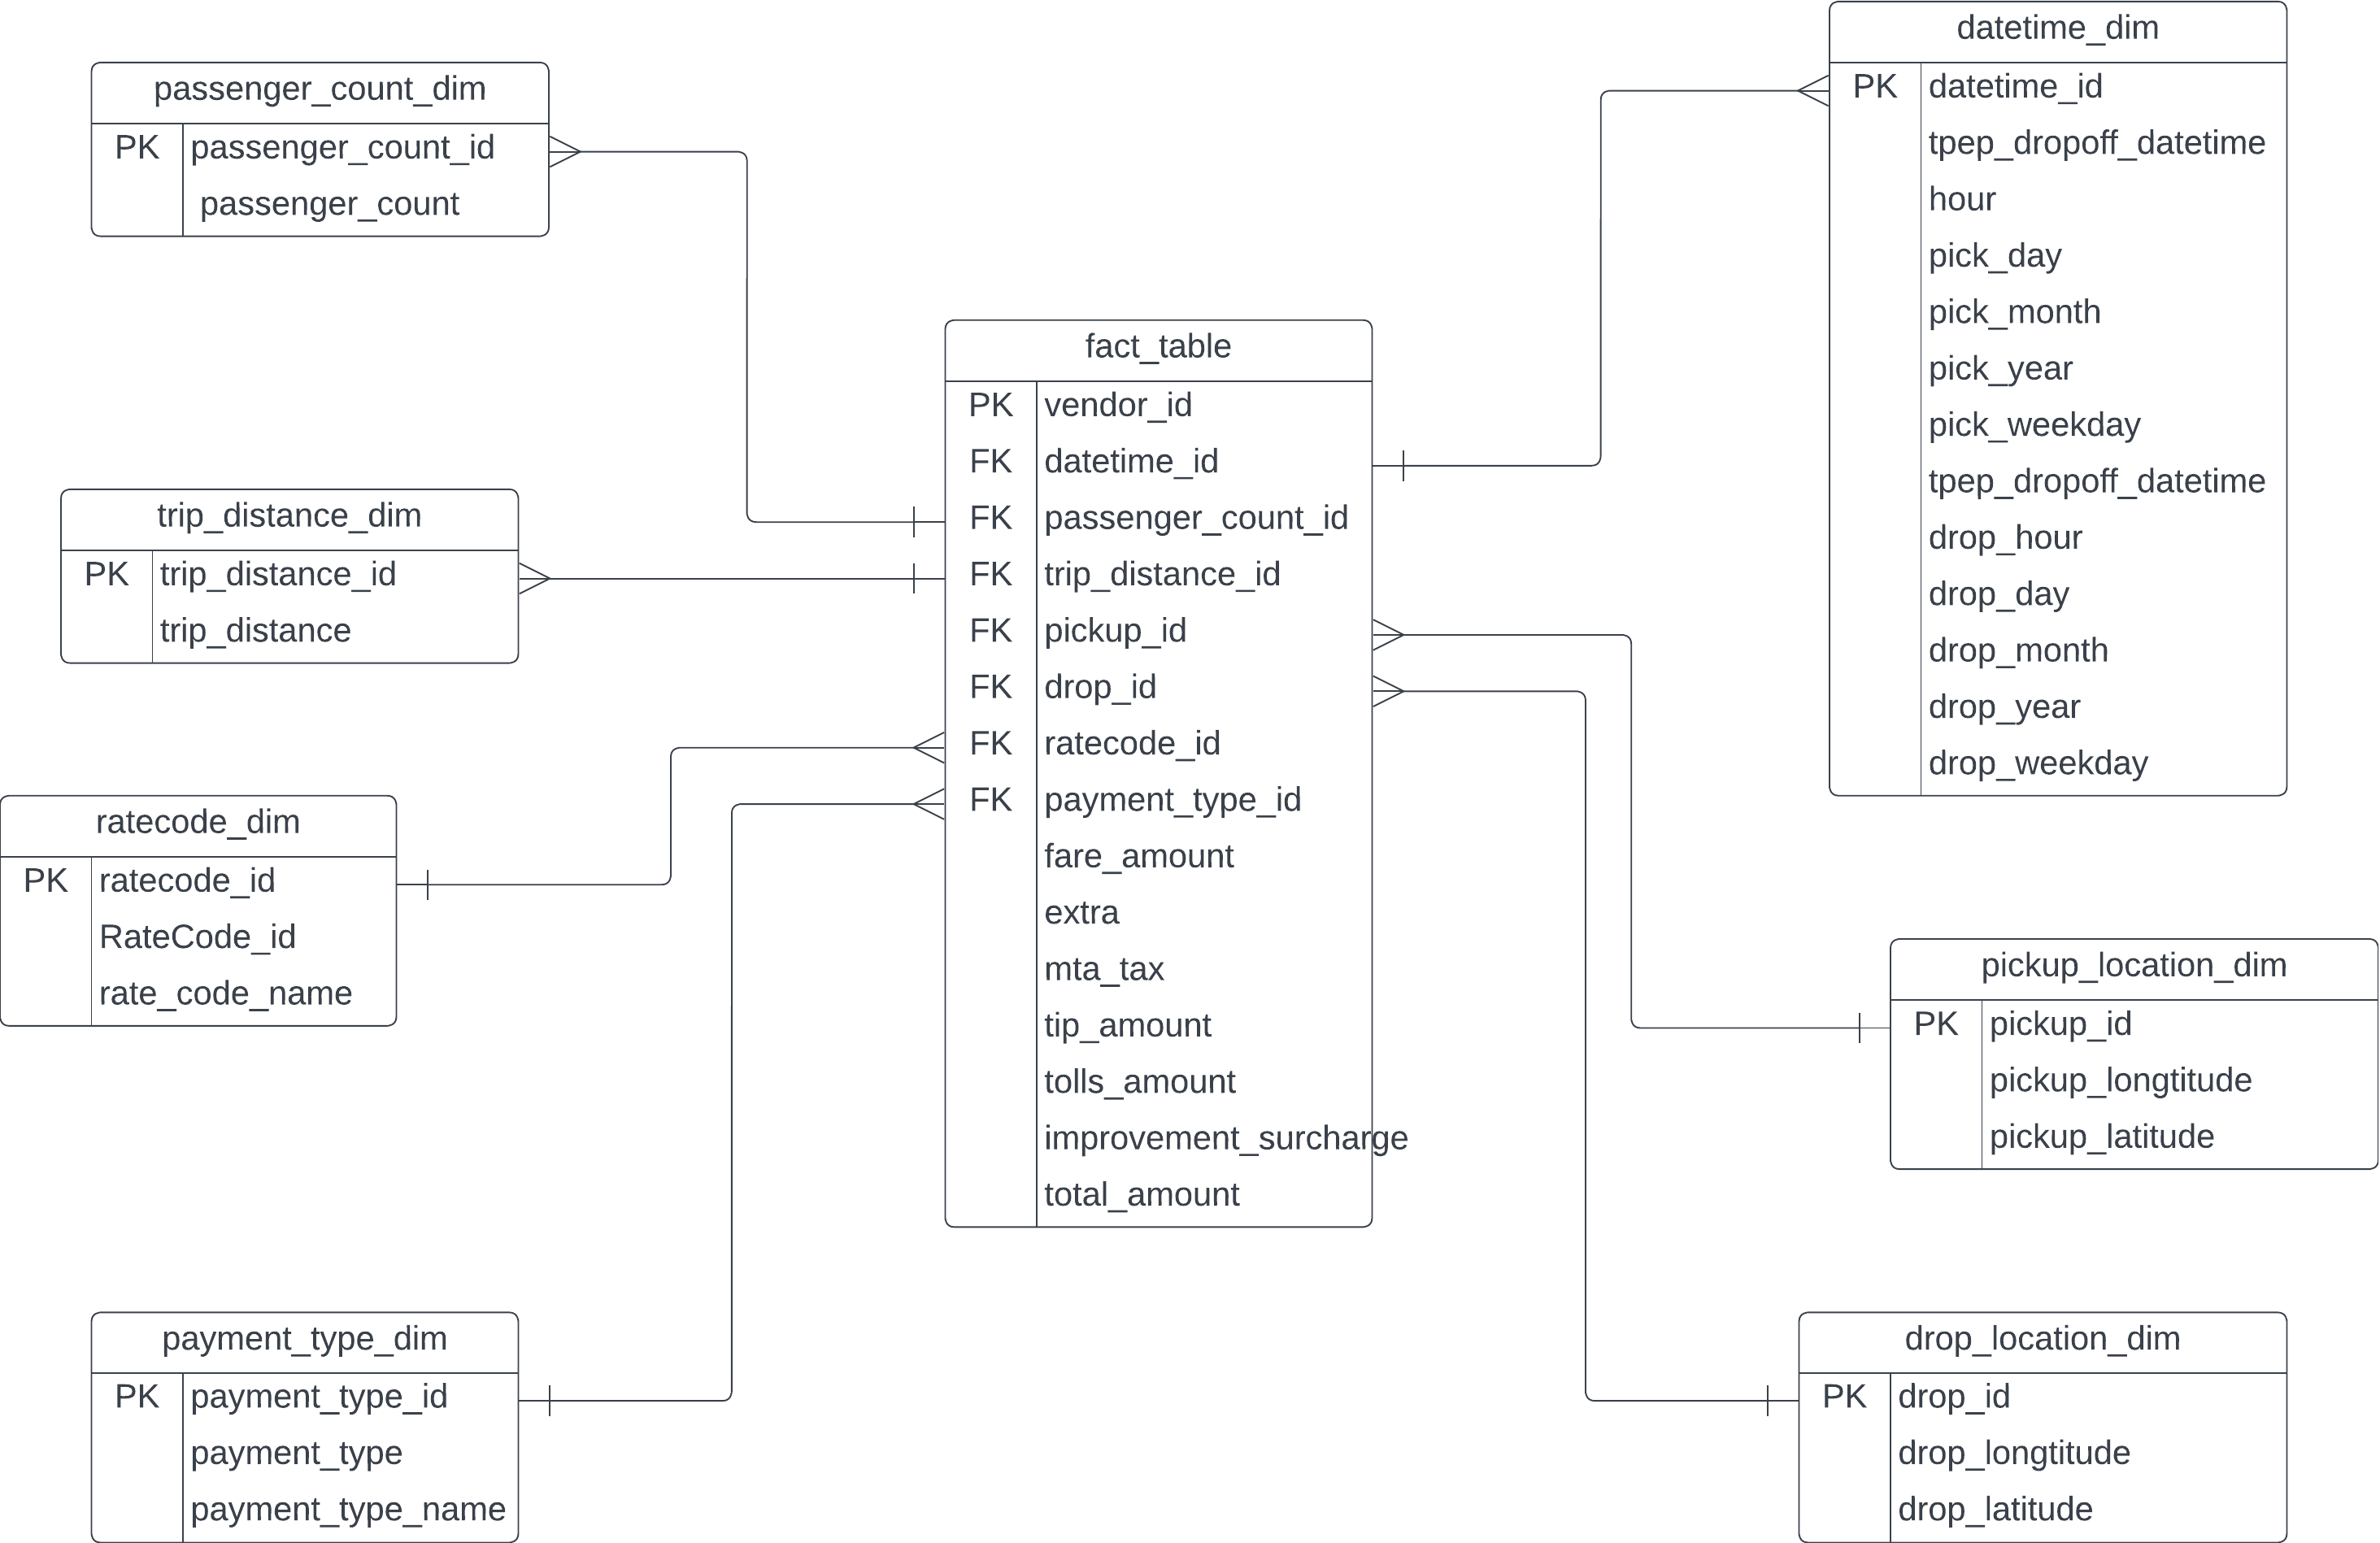 passenger_count_dim
PK passenger_count_id
passenger_count
trip_distance_dim
PK trip_distance_id
trip_distance
ratecode_dim
PK ratecode_id
RateCode_id
rate_code_name
payment_type_dim
PK payment_type_id
payment_type
payment_type_name
fact_table
PK vendor_id
FK datetime_id
FK passenger_count_id
FK trip_distance_id
FK pickup_id
FK drop_id
FK ratecode_id
FK payment_type_id
fare_amount
extra
mta_tax
tip_amount
tolls_amount
improvement_surcharge
total_amount
datetime_dim
PK datetime_id
tpep_dropoff_datetime
hour
pick_day
pick_month
pick_year
pick_weekday
tpep_dropoff_datetime
drop_hour
drop_day
drop_month
drop_year
drop_weekday
pickup_location_dim
PK pickup_id
pickup_longtitude
pickup_latitude
drop_location_dim
PK drop_id
drop_longtitude
drop_latitude